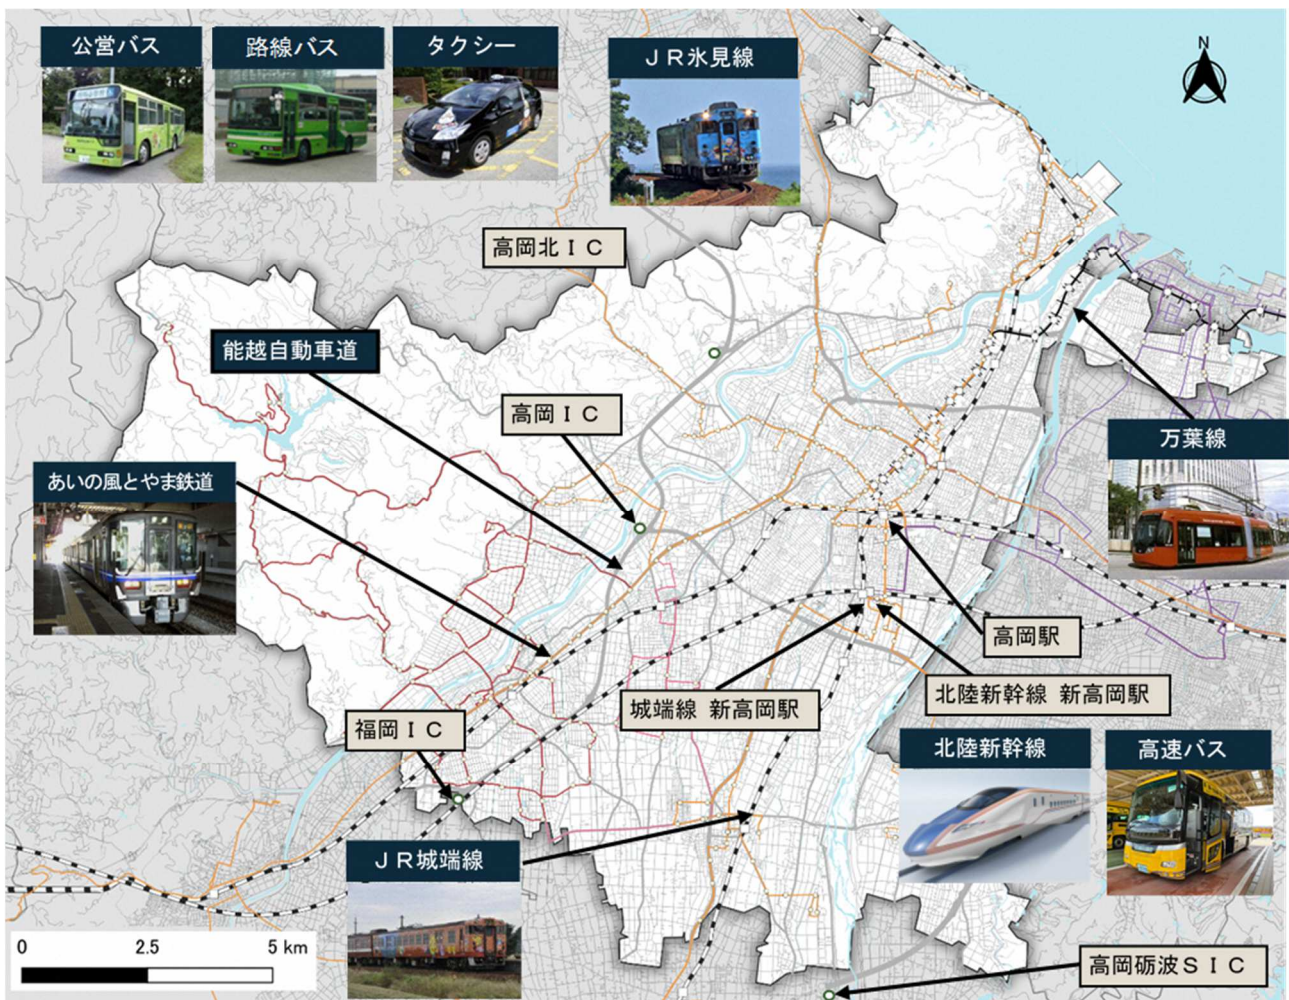 公営バス
路線バス
タクシー
ＪＲ氷見線
N
高岡北ＩＣ
能越自動車道
高岡ＩＣ
万葉線
あいの風とやま鉄道
高岡駅
北陸新幹線 新高岡駅
城端線 新高岡駅
福岡ＩＣ
北陸新幹線
高速バス
ＪＲ城端線
0 2.5 5 km
高岡砺波ＳＩＣ